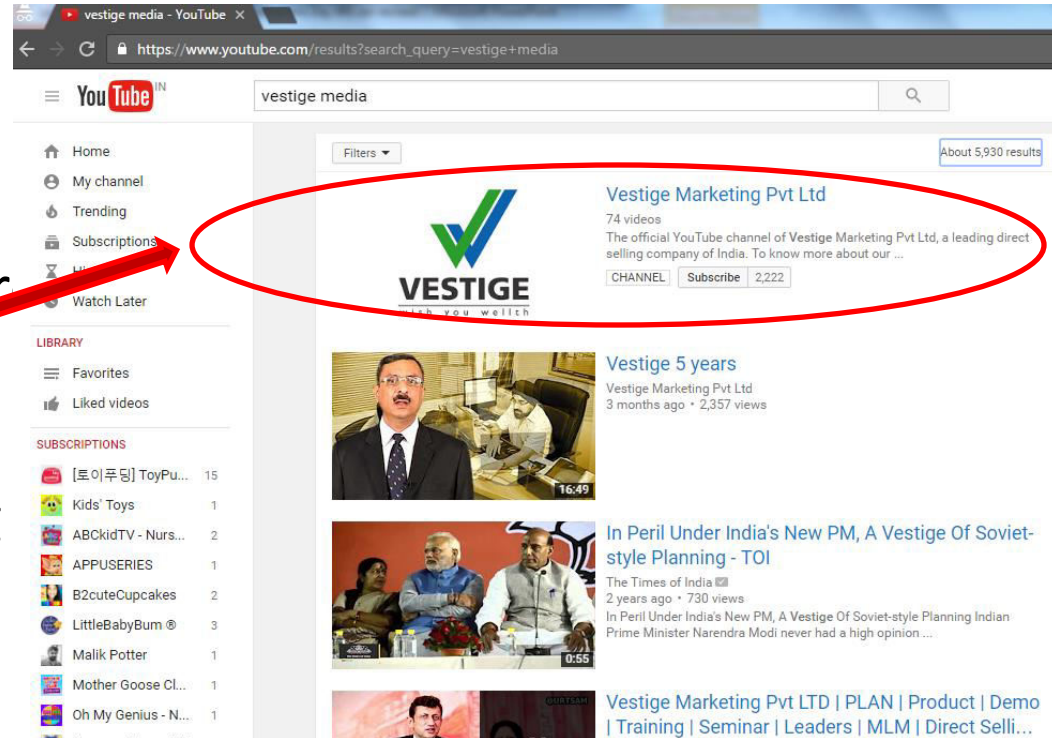 vestige media - YouTube
https://www.youtube.com/results?search_query=vestige+media
YouTube IN
vestige media
Home
My channel
Trending
Subscriptions
Watch Later
LIBRARY
Favorites
Liked videos
SUBSCRIPTIONS
[토이푸딩] ToyPu... 15
Kids' Toys 1
ABCkidTV - Nurs... 2
APPUSERIES 1
B2cuteCupcakes 2
LittleBabyBum ® 3
Malik Potter 1
Mother Goose Cl... 1
Oh My Genius - N... 1
Filters
About 5,930 results
VESTIGE
wish you wellth
Vestige Marketing Pvt Ltd
74 videos
The official YouTube channel of Vestige Marketing Pvt Ltd, a leading direct
selling company of India. To know more about our ...
CHANNEL Subscribe 2,222
16:49
Vestige 5 years
Vestige Marketing Pvt Ltd
3 months ago • 2,357 views
0:55
In Peril Under India's New PM, A Vestige Of Soviet-
style Planning - TOI
The Times of India
2 years ago • 730 views
In Peril Under India's New PM, A Vestige Of Soviet-style Planning Indian
Prime Minister Narendra Modi never had a high opinion ...
Vestige Marketing Pvt LTD | PLAN | Product | Demo
| Training | Seminar | Leaders | MLM | Direct Selli...